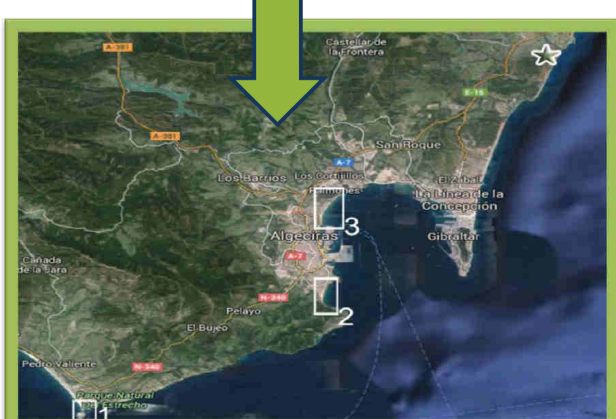 A-381
Castellar de
la Frontera
E-15
A-381
San Roque
A-7
Los Barrios
Los Cortijillos
Palmones
El Zabal
La Línea de la
Concepción
3
Algeciras
Gibraltar
A-7
Cañada
de la Jara
N-340
2
Pelayo
El Bujeo
Pedro Valiente
N-340
Parque Natural
Del Estrecho
1